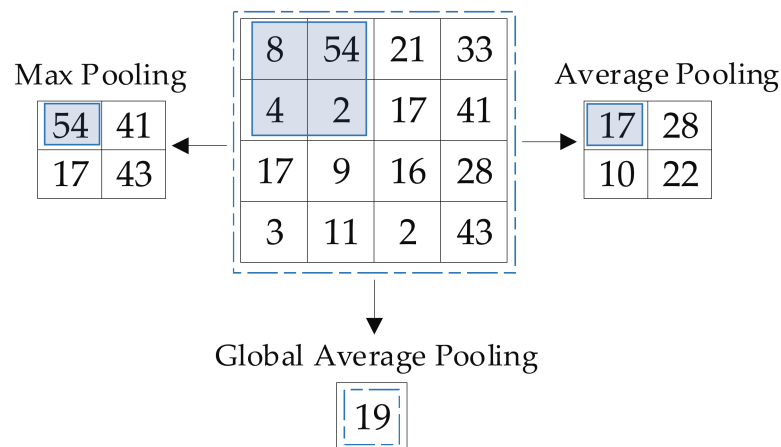 8 54 21 33
Max Pooling
Average Pooling
4 2 17 41
54 41
17 28
17 43
10 22
17 9 16 28
3 11 2 43
Global Average Pooling
19